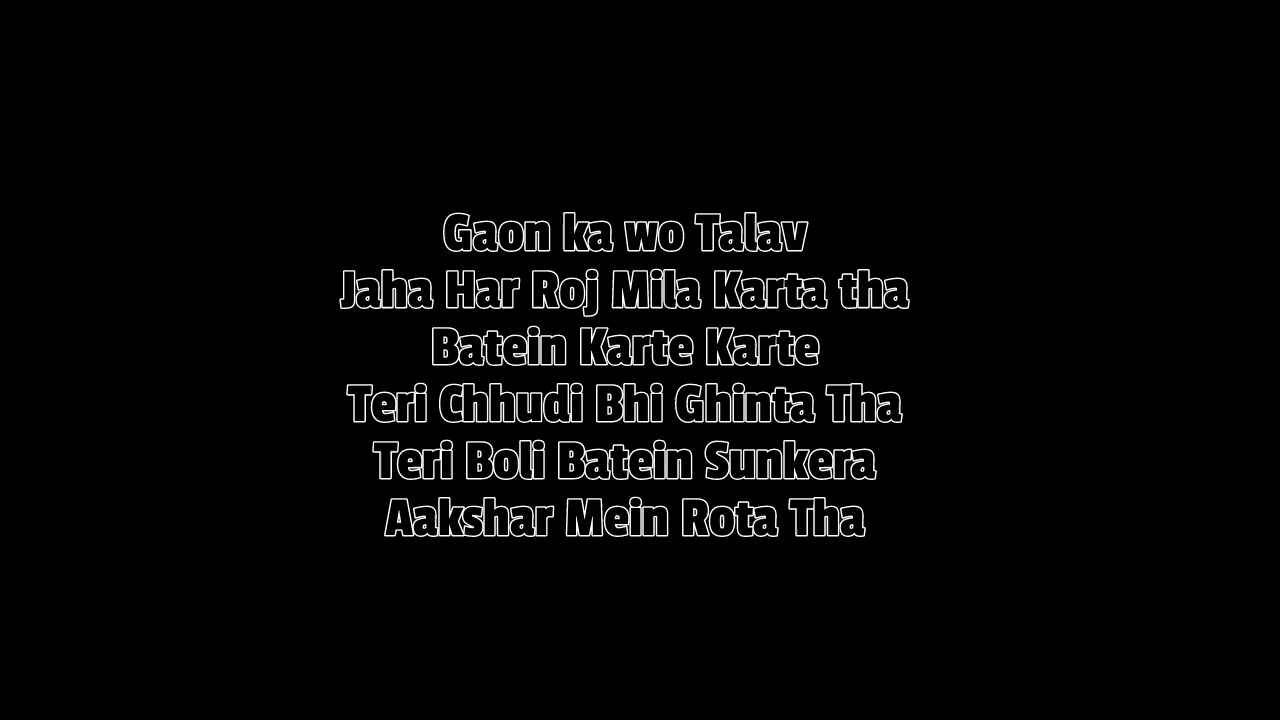 Gaon ka wo Talav
Jaha Har Roj Mila Karta tha
Batein Karte Karte
Teri Chhudi Bhi Ghinta Tha
Teri Boli Batein Sunkera
Aakshar Mein Rota Tha